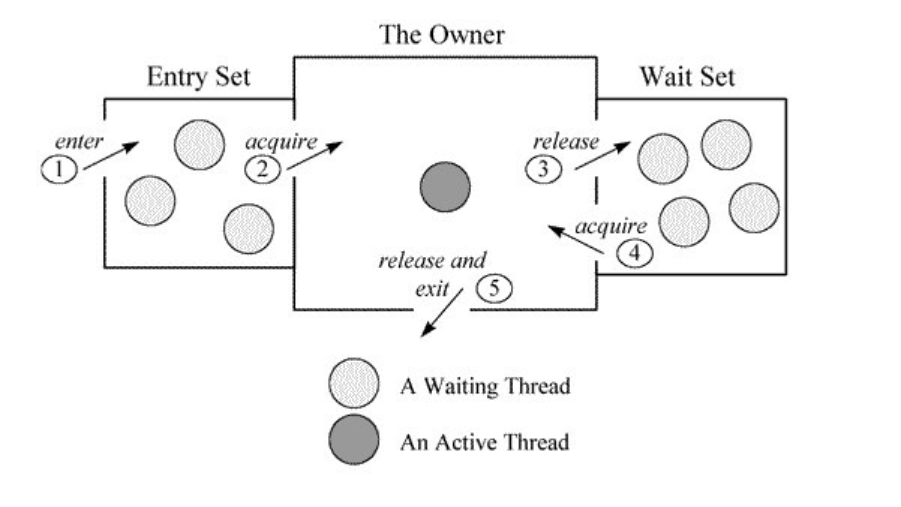 The Owner
Entry Set
Wait Set
enter
1
acquire
2
release
3
acquire
4
release and
exit
5
A Waiting Thread
An Active Thread